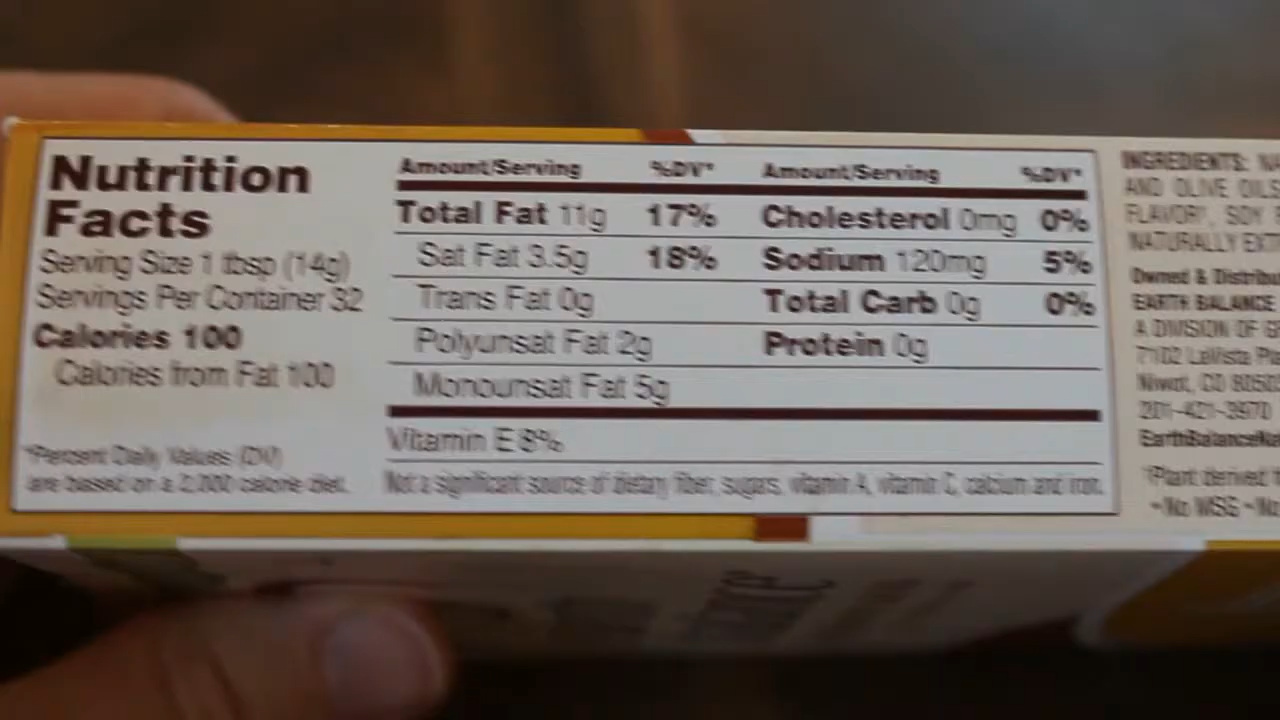 Nutrition
Facts
Serving Size 1 tbsp (14g)
Servings Per Container 32
Calories 100
Calories from Fat 100
*Percent Daily Values (DV)
are based on a 2,000 calorie diet.
Amount/Serving %DV*
Total Fat 11g 17%
Sat Fat 3.5g 18%
Trans Fat 0g
Polyunsat Fat 2g
Monounsat Fat 5g
Amount/Serving %DV*
Cholesterol 0mg 0%
Sodium 120mg 5%
Total Carb 0g 0%
Protein 0g
Vitamin E 8%
Not a significant source of dietary fiber, sugars, vitamin A, vitamin C, calcium and iron.
INGREDIENTS:
AND OLIVE OILS
FLAVOR*, SOY
NATURALLY
Owned &
EARTH BALANCE
A DIVISION OF
7102 LaVista
Niwot, CO
201-421-3970
*Plant derived
~No MSG ~No